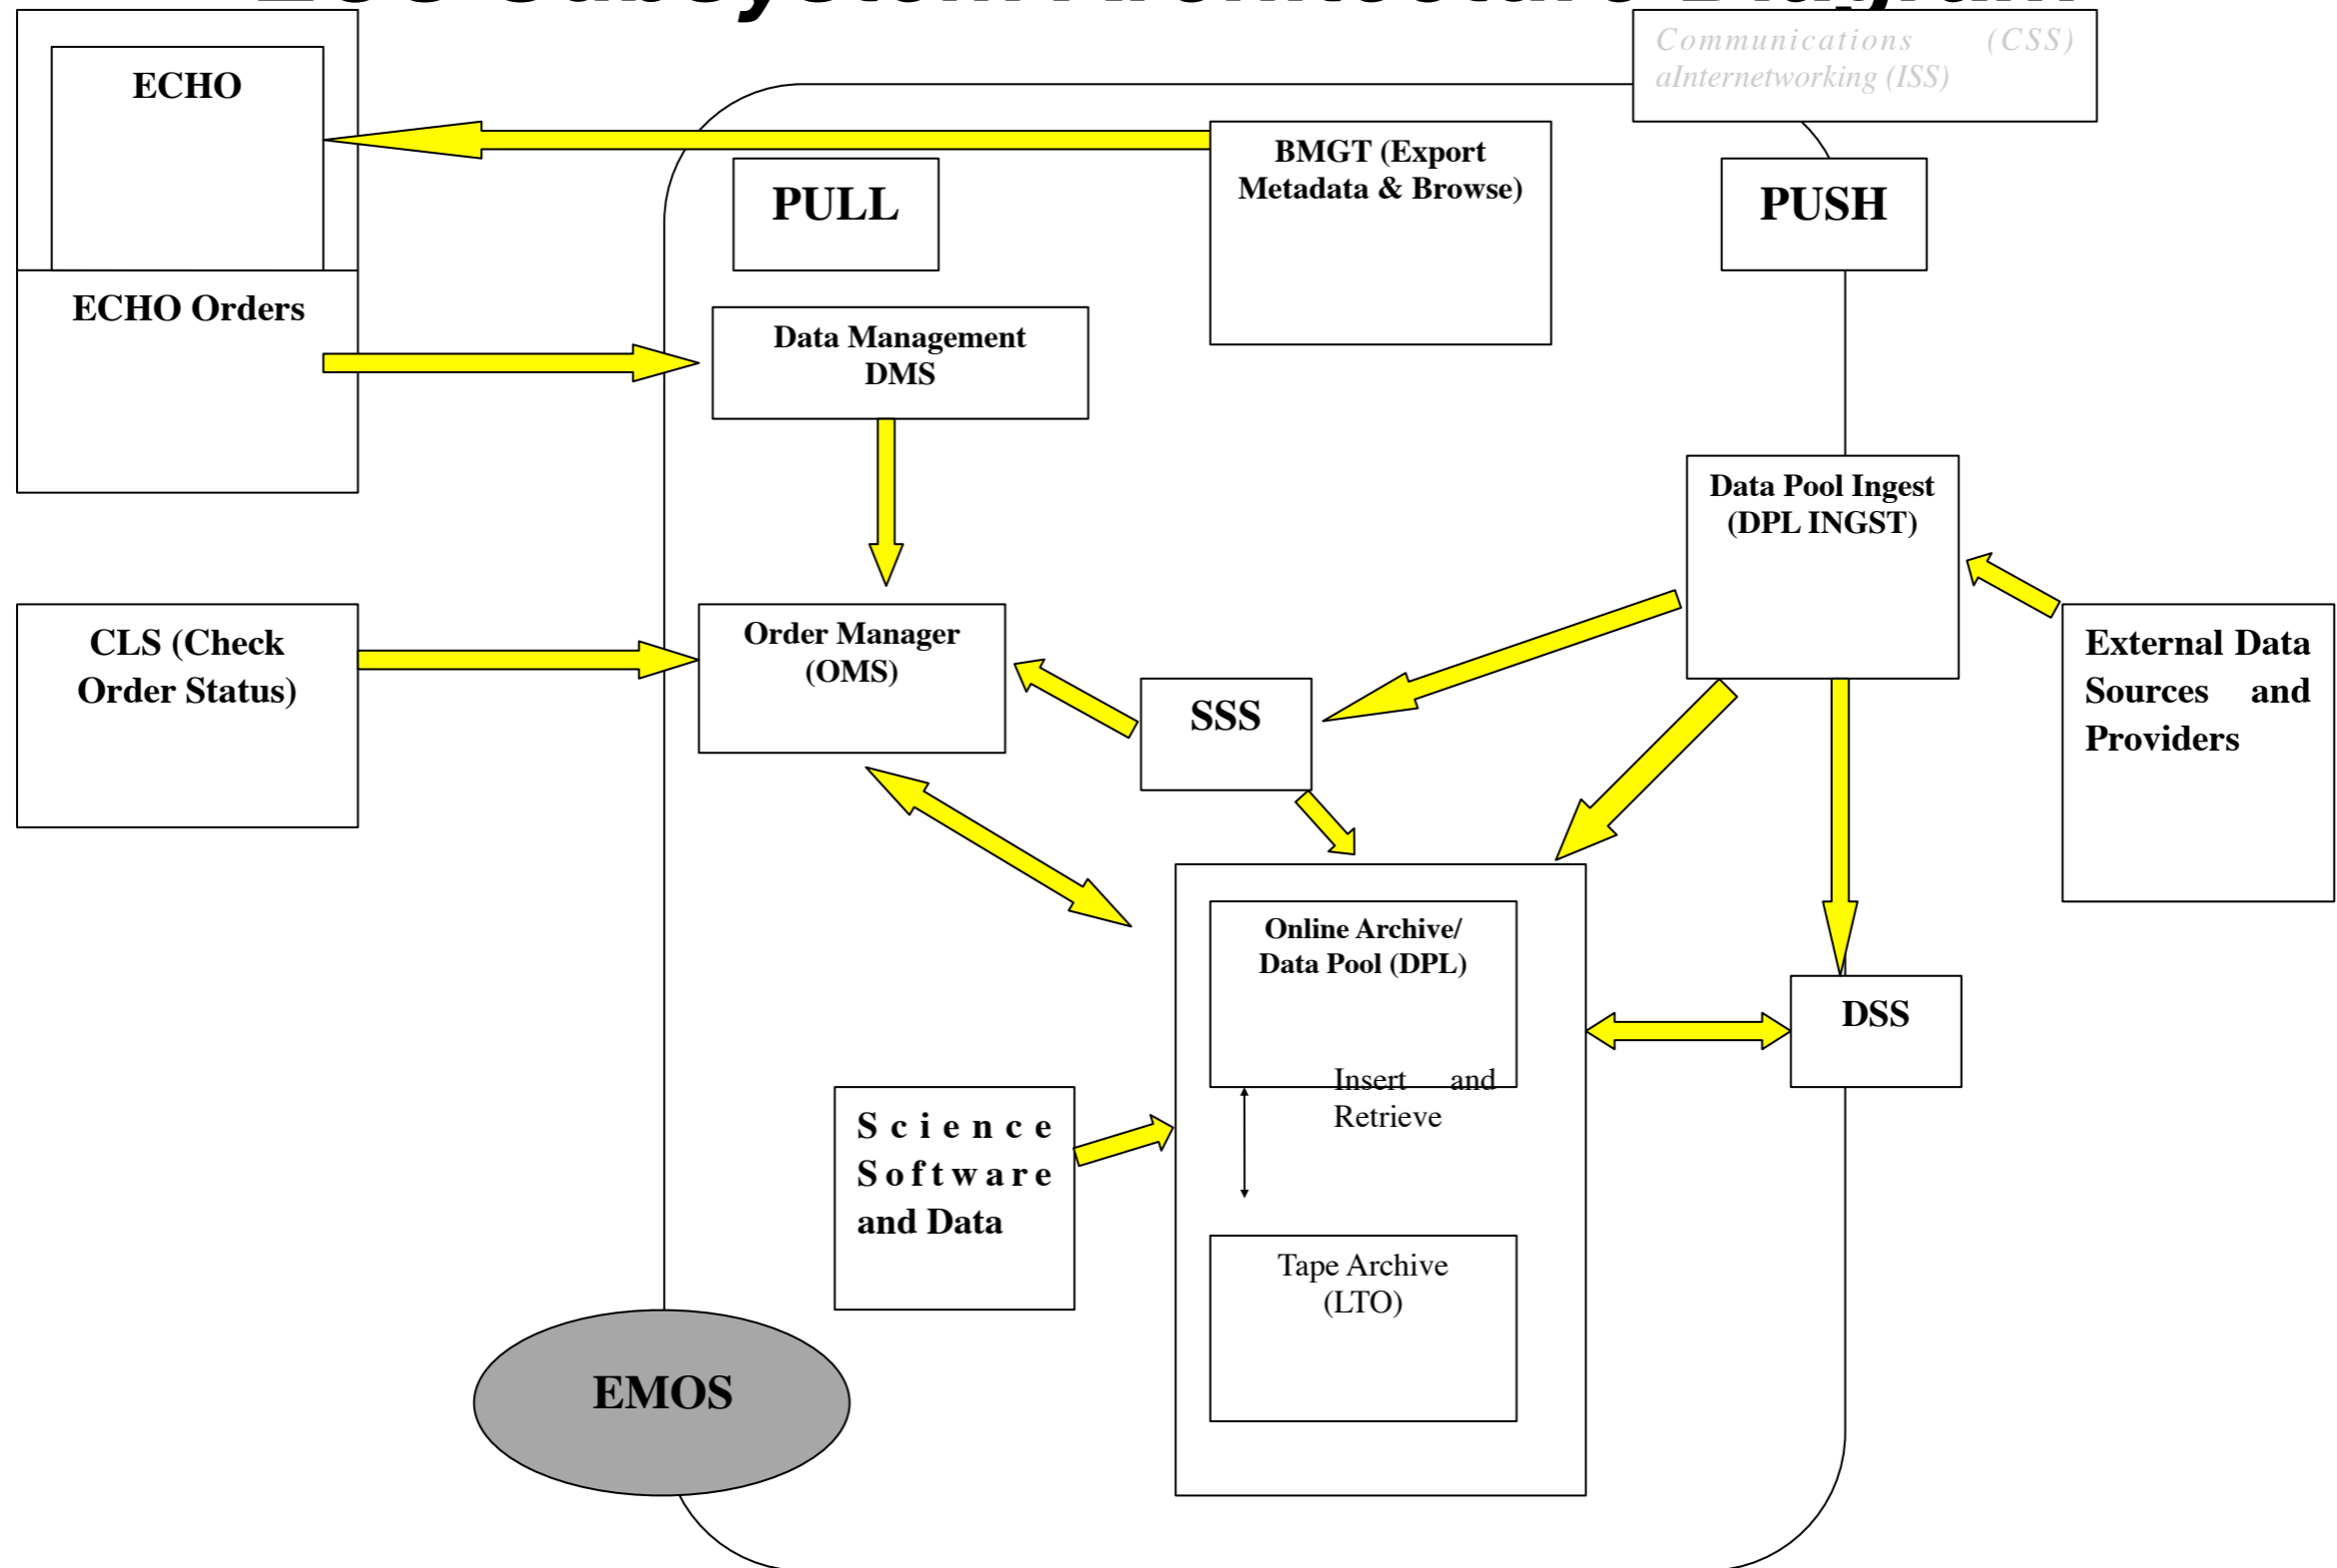 Communications (CSS)
aInternetworking (ISS)
ECHO
BMGT (Export
Metadata & Browse)
PULL
PUSH
ECHO Orders
Data Management
DMS
Data Pool Ingest
(DPL INGST)
CLS (Check
Order Status)
Order Manager
(OMS)
SSS
External Data
Sources and
Providers
Online Archive/
Data Pool (DPL)
DSS
Insert and
Retrieve
Science
Software
and Data
Tape Archive
(LTO)
EMOS